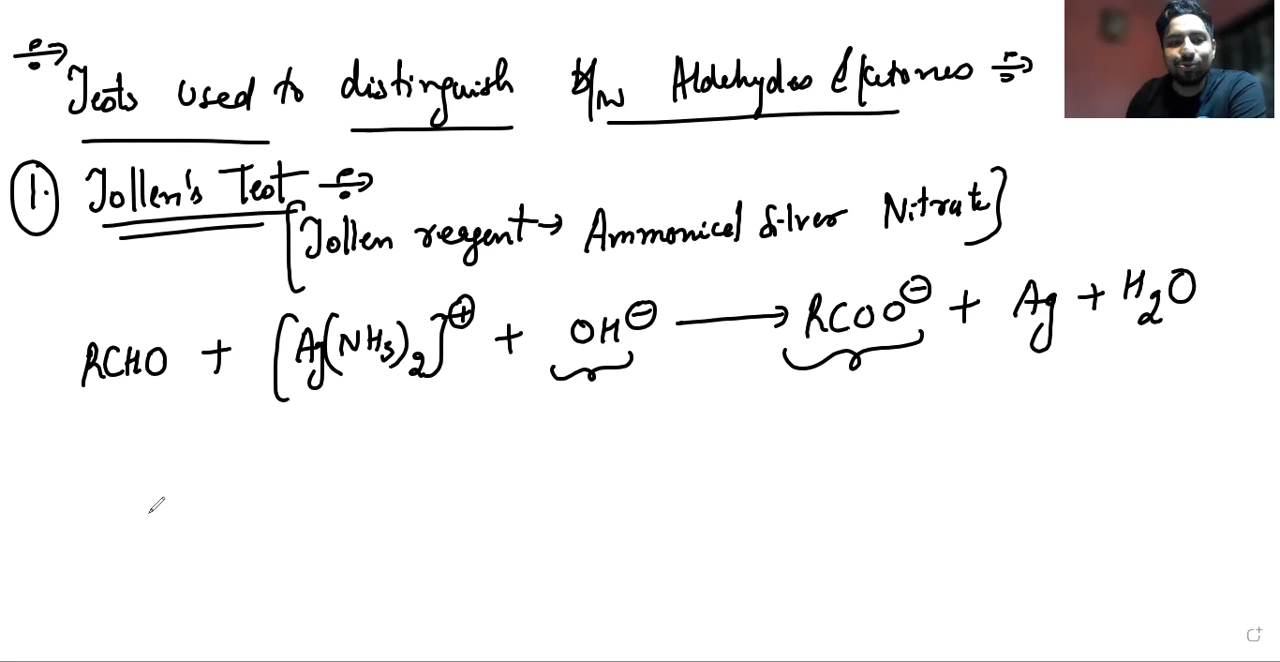 Tests used to distinguish b/w Aldehydes & Ketones
1. Tollen's Test
[Tollen reagent → Ammonical Silver Nitrate]
RCHO + [Ag(NH₃)₂]⊕ + OH⊖ → RCOO⊖ + Ag + H₂O